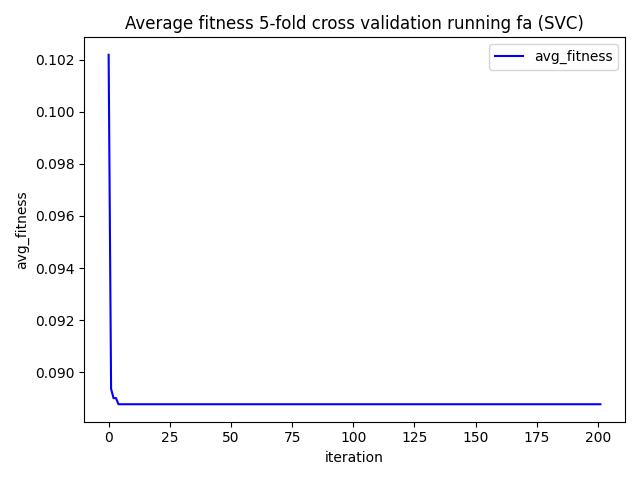 Average fitness 5-fold cross validation running fa (SVC)
avg_fitness
0.102
0.100
0.098
0.096
0.094
0.092
0.090
avg_fitness
0 25 50 75 100 125 150 175 200
iteration